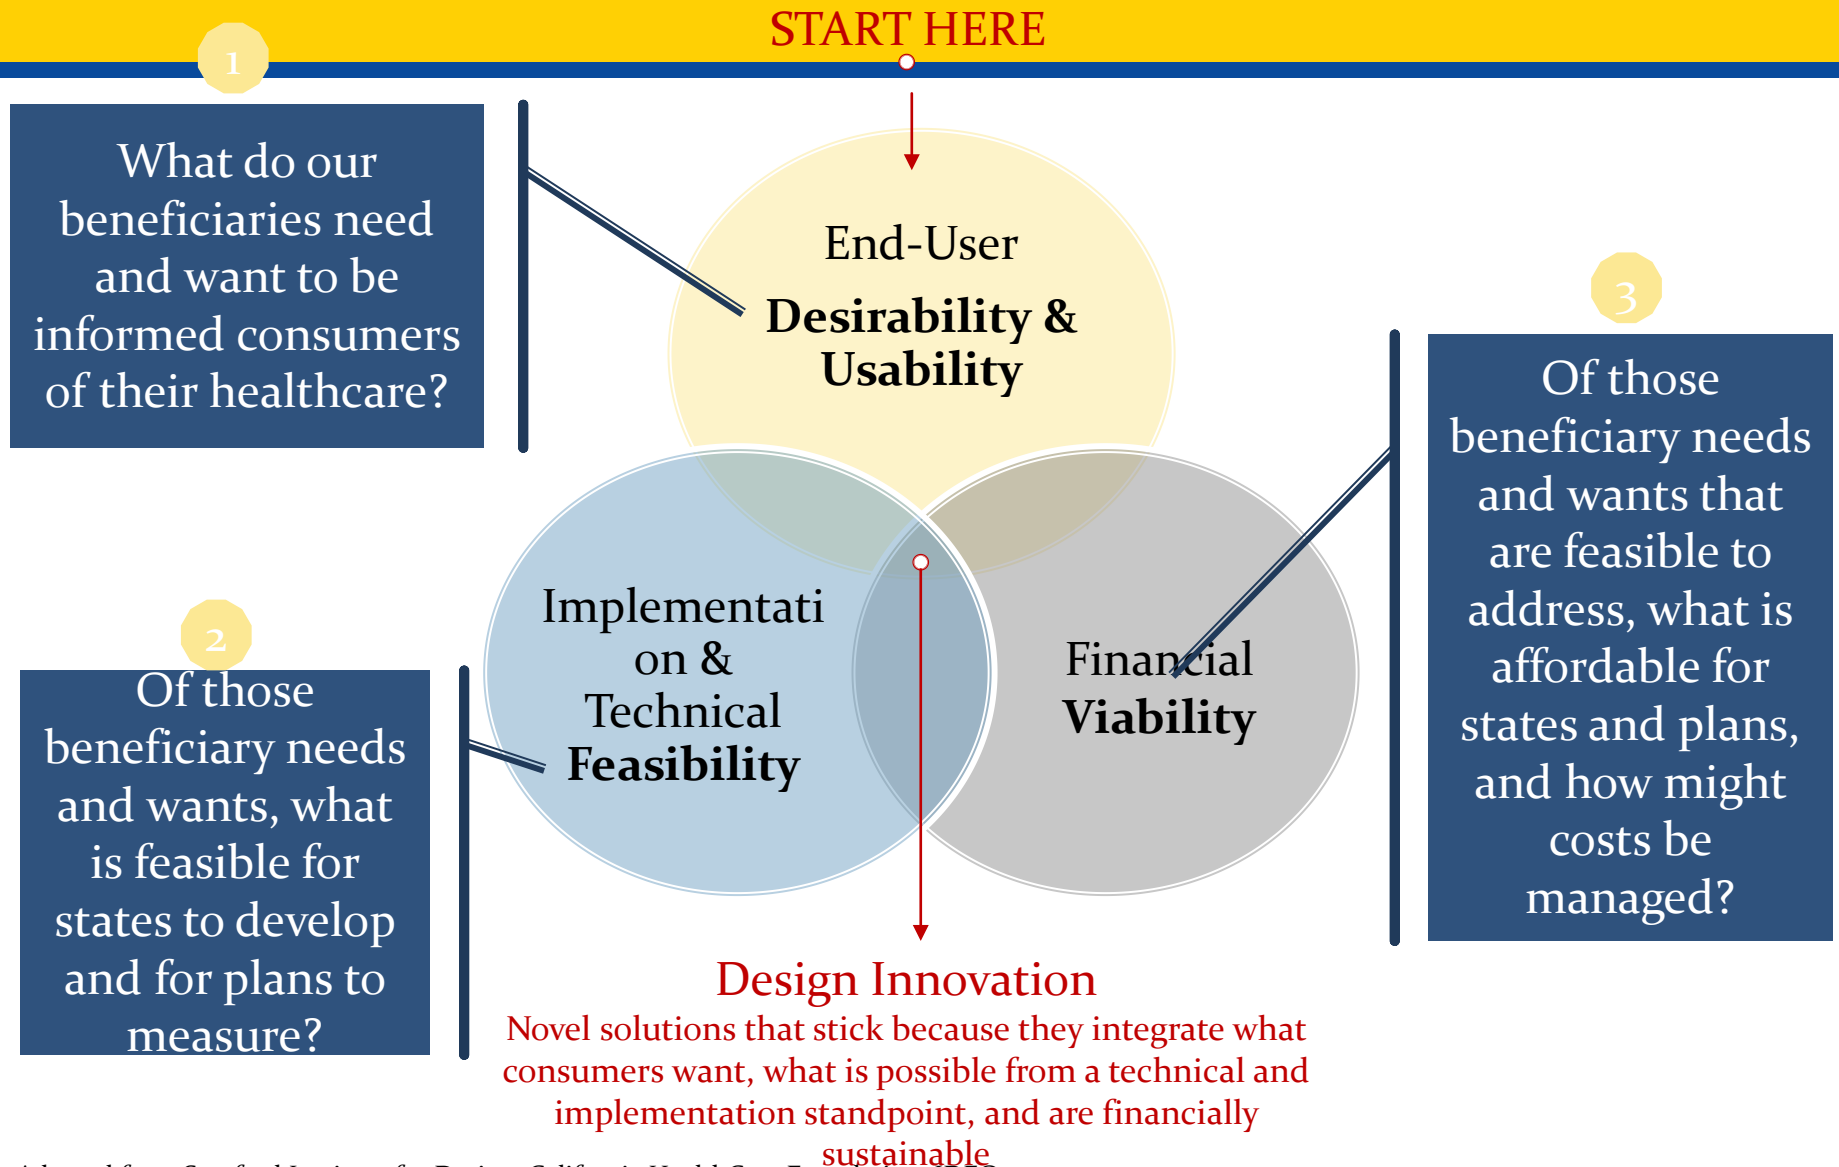 START HERE
1
What do our
beneficiaries need
and want to be
informed consumers
of their healthcare?
End-User
Desirability &
Usability
2
Of those
beneficiary needs
and wants, what
is feasible for
states to develop
and for plans to
measure?
Implementati
on &
Technical
Feasibility
Financial
Viability
3
Of those
beneficiary needs
and wants that
are feasible to
address, what is
affordable for
states and plans,
and how might
costs be
managed?
Design Innovation
Novel solutions that stick because they integrate what
consumers want, what is possible from a technical and
implementation standpoint, and are financially
sustainable